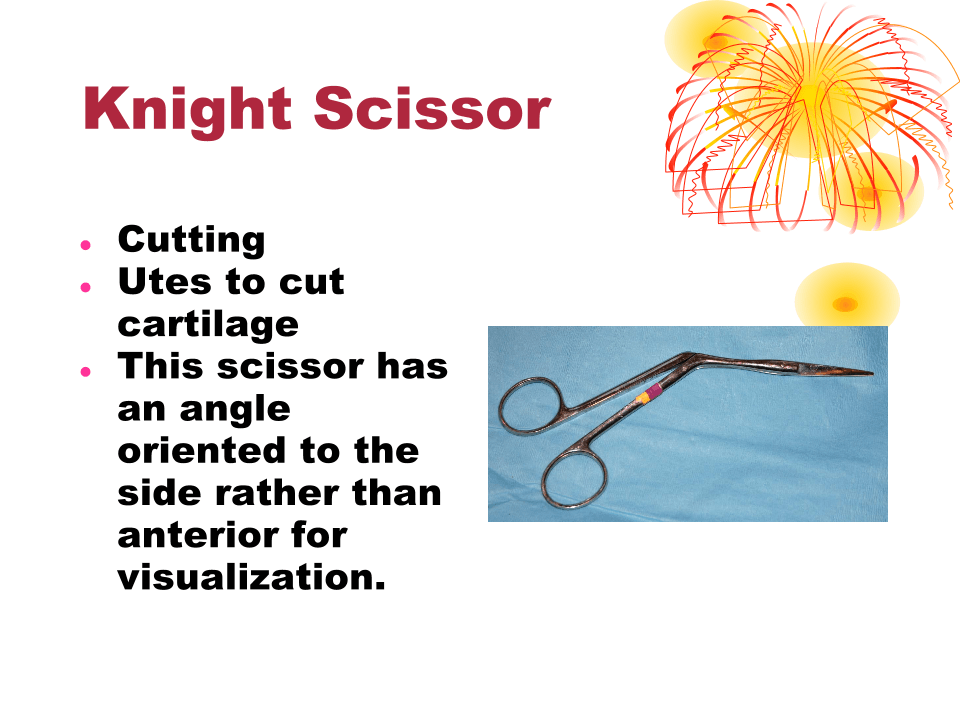 Knight Scissor
Cutting
Utes to cut
cartilage
This scissor has
an angle
oriented to the
side rather than
anterior for
visualization.